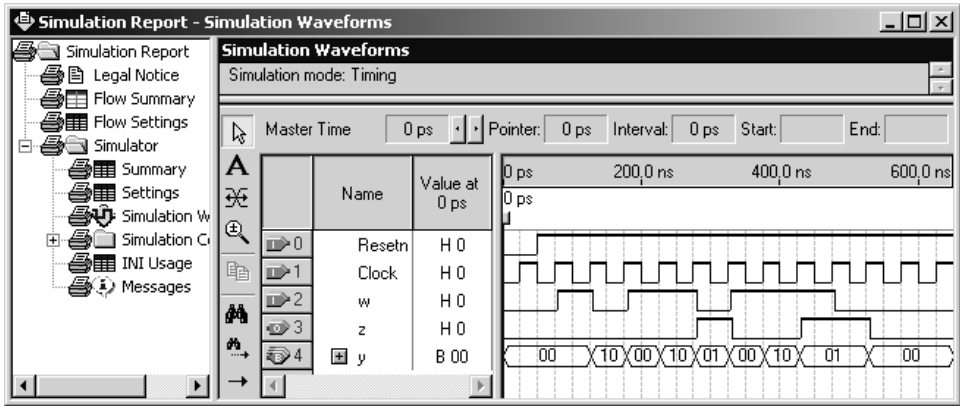 Simulation Report - Simulation Waveforms
Simulation Report
Legal Notice
Flow Summary
Flow Settings
Simulator
Summary
Settings
Simulation W
Simulation C
INI Usage
Messages
Simulation Waveforms
Simulation mode: Timing
Master Time 0 ps Pointer: 0 ps Interval: 0 ps Start: End:
A
Name Value at 0 ps
0 ps 200.0 ns 400.0 ns 600.0 ns
0 ps
0 Resetn H 0
1 Clock H 0
2 w H 0
3 z H 0
4 y B 00 00 10 00 10 01 00 10 01 00